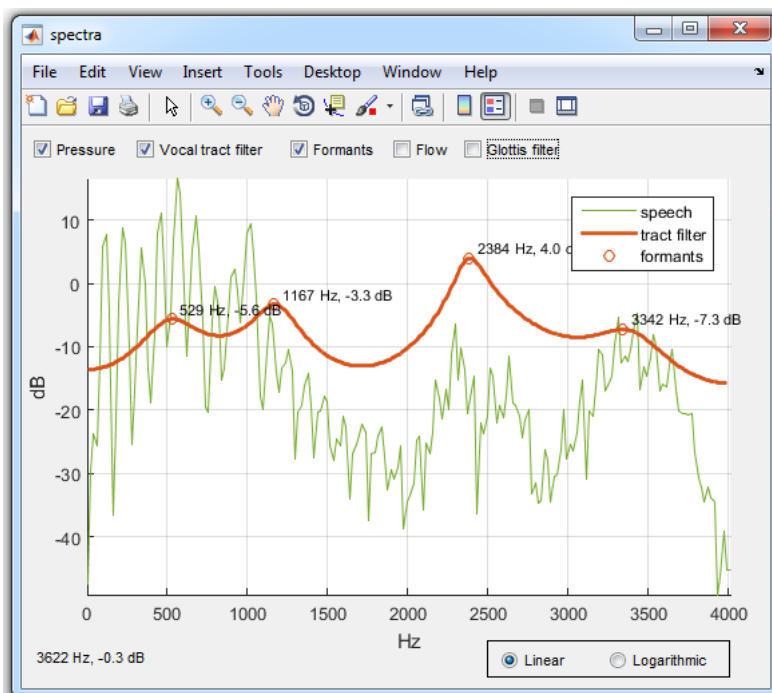 spectra
File Edit View Insert Tools Desktop Window Help
Pressure Vocal tract filter Formants Flow Glottis filter
speech
tract filter
formants
2384 Hz, 4.0
1167 Hz, -3.3 dB
529 Hz, -5.6 dB
3342 Hz, -7.3 dB
10
0
-10
-20
-30
-40
dB
0 500 1000 1500 2000 2500 3000 3500 4000
Hz
3622 Hz, -0.3 dB
Linear Logarithmic